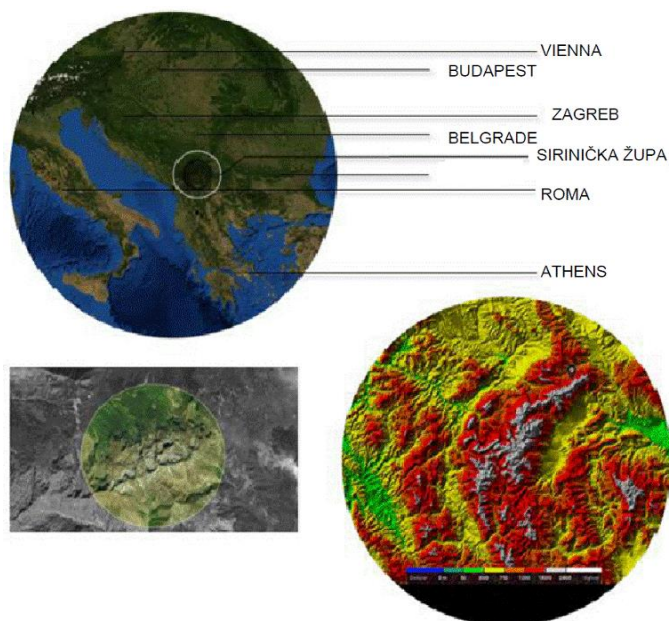 VIENNA
BUDAPEST
ZAGREB
BELGRADE
SIRINIČKA ŽUPA
ROMA
ATHENS